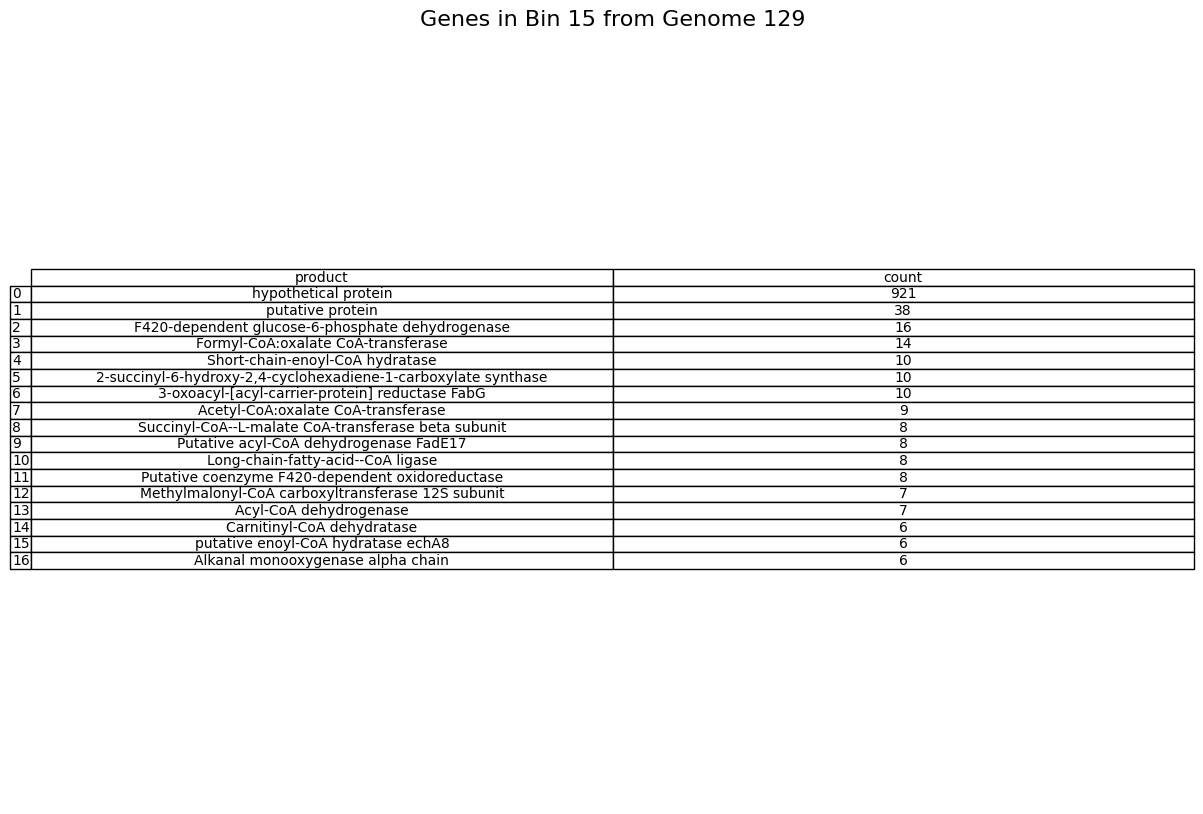 Genes in Bin 15 from Genome 129
product count
0 hypothetical protein 921
1 putative protein 38
2 F420-dependent glucose-6-phosphate dehydrogenase 16
3 Formyl-CoA:oxalate CoA-transferase 14
4 Short-chain-enoyl-CoA hydratase 10
5 2-succinyl-6-hydroxy-2,4-cyclohexadiene-1-carboxylate synthase 10
6 3-oxoacyl-[acyl-carrier-protein] reductase FabG 10
7 Acetyl-CoA:oxalate CoA-transferase 9
8 Succinyl-CoA--L-malate CoA-transferase beta subunit 8
9 Putative acyl-CoA dehydrogenase FadE17 8
10 Long-chain-fatty-acid--CoA ligase 8
11 Putative coenzyme F420-dependent oxidoreductase 8
12 Methylmalonyl-CoA carboxyltransferase 12S subunit 7
13 Acyl-CoA dehydrogenase 7
14 Carnitinyl-CoA dehydratase 6
15 putative enoyl-CoA hydratase echA8 6
16 Alkanal monooxygenase alpha chain 6